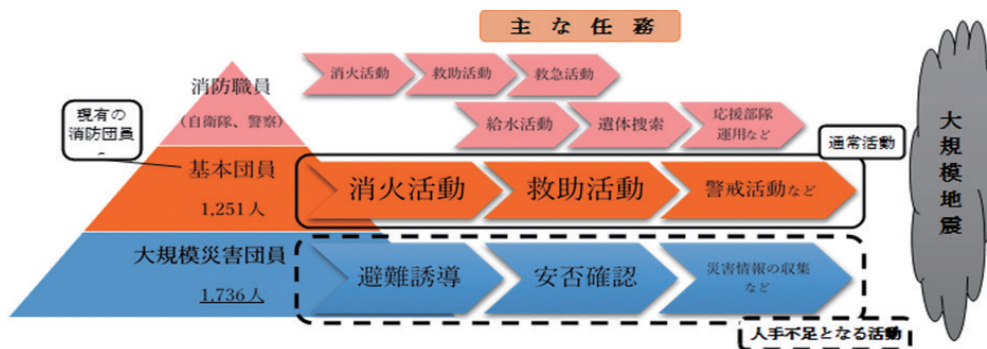 主な任務
消防職員
（自衛隊、警察）
消火活動
救助活動
救急活動
給水活動
遺体捜索
応援部隊
運用など
現有の
消防団員
通常活動
基本団員
1,251人
消火活動
救助活動
警戒活動など
大規模災害団員
1,736人
避難誘導
安否確認
災害情報の収集
など
人手不足となる活動
大規模地震